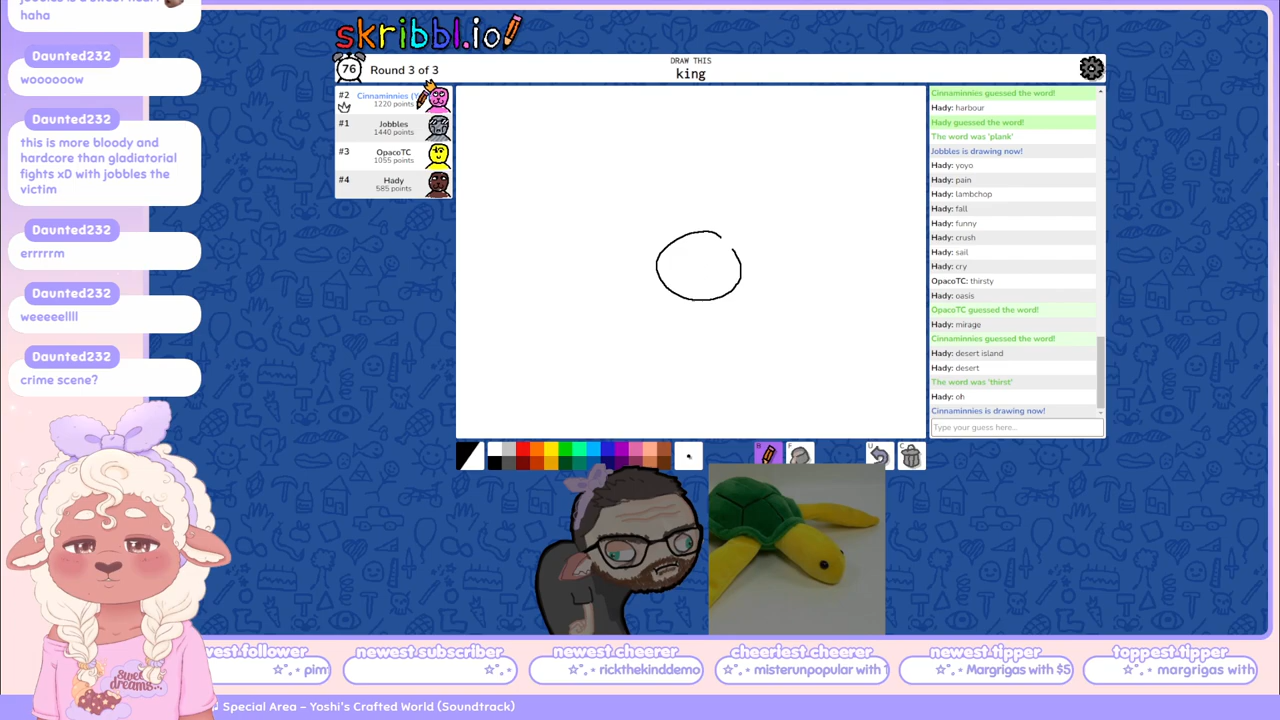 haha
Daunted232
woooooow
Daunted232
this is more bloody and
hardcore than gladiatorial
fights xD with jobbles the
victim
Daunted232
errrrrm
Daunted232
weeeeellll
Daunted232
crime scene?
skribbl.io
76
Round 3 of 3
DRAW THIS
king
#2
Cinnaminnies (Y
1220 points
#1
Jobbles
1440 points
#3
OpacoTC
1055 points
#4
Hady
585 points
Cinnaminnies guessed the word!
Hady: harbour
Hady guessed the word!
The word was 'plank'
Jobbles is drawing now!
Hady: yoyo
Hady: pain
Hady: lambchop
Hady: fall
Hady: funny
Hady: crush
Hady: sail
Hady: cry
OpacoTC: thirsty
Hady: oasis
OpacoTC guessed the word!
Hady: mirage
Cinnaminnies guessed the word!
Hady: desert island
Hady: desert
The word was 'thirst'
Hady: oh
Cinnaminnies is drawing now!
Type your guess here...
B
F
U
C
sweet
dreams...
west follower
newest subscriber
newest cheerer
cheeriest cheerer
newest tipper
toppest tipper
pim
rickthekinddemo
misterunpopular with 1
Margrigas with $5
margrigas with
Special Area – Yoshi's Crafted World (Soundtrack)